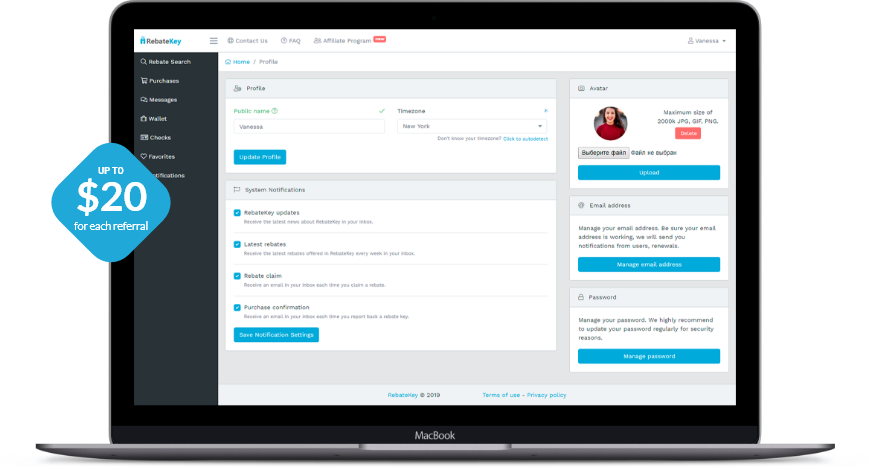 RebateKey
Contact Us
FAQ
Affiliate Program
Vanessa
Rebate Search
Purchases
Messages
Wallet
Checks
Favorites
UP TO
$20
for each referral
Home / Profile
Profile
Public name
Vanessa
Timezone
New York
Don't know your timezone? Click to autodetect
Update Profile
System Notifications
RebateKey updates
Receive the latest news about RebateKey in your inbox.
Latest rebates
Receive the latest rebates offered in RebateKey every week in your inbox.
Rebate claim
Receive an email in your inbox each time you claim a rebate.
Purchase confirmation
Receive an email in your inbox each time you report back a rebate key.
Save Notification Settings
Avatar
Maximum size of
2000k JPG, GIF, PNG.
Delete
Выберите файл Файл не выбран
Upload
Email address
Manage your email address. Be sure your email
address is working, we will send you
notifications from users, renewals.
Manage email address
Password
Manage your password. We highly recommend
to update your password regularly for security
reasons.
Manage password
RebateKey © 2019
Terms of use - Privacy policy
MacBook